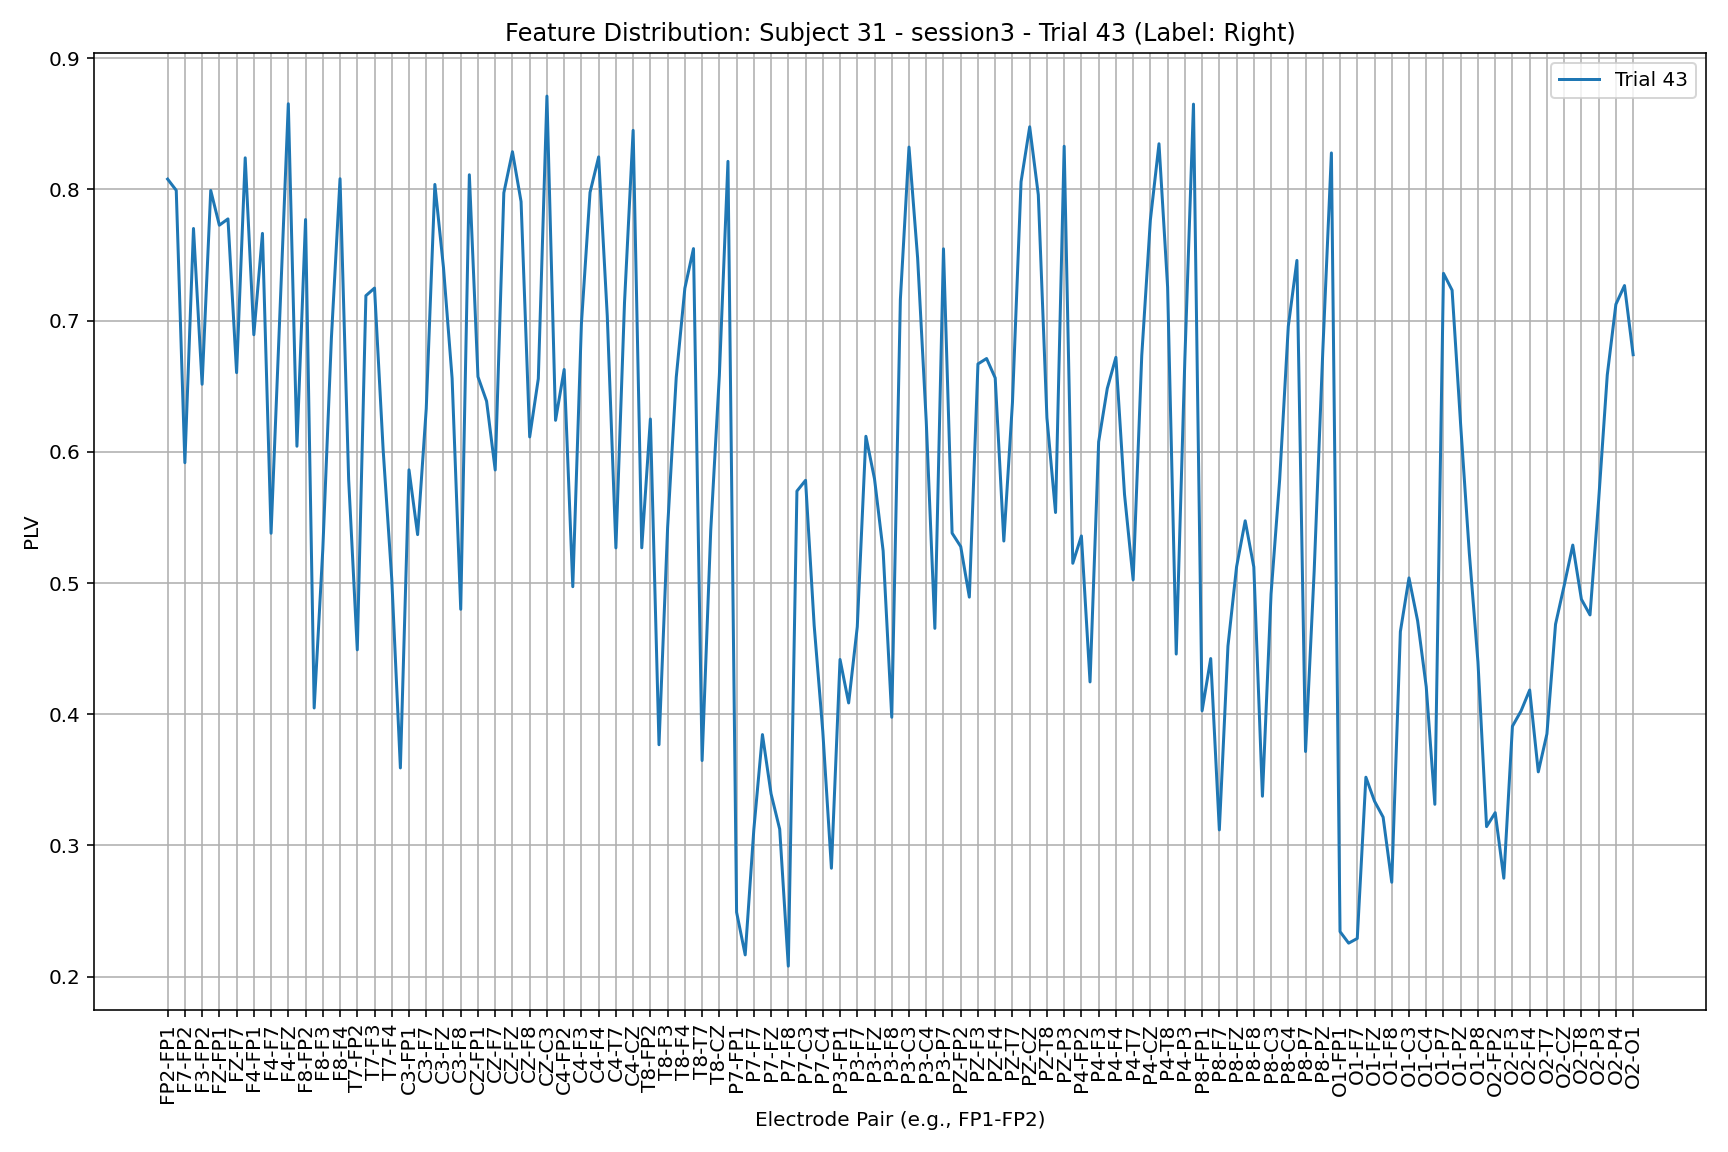 Feature Distribution: Subject 31 - session3 - Trial 43 (Label: Right)
Trial 43
PLV
0.9
0.8
0.7
0.6
0.5
0.4
0.3
0.2
FP2-FP1
F7-FP2
F3-FP2
FZ-FP1
FZ-F7
F4-FP1
F4-F7
F4-FZ
F8-FP2
F8-F3
F8-F4
T7-FP2
T7-F3
T7-F4
C3-FP1
C3-F7
C3-FZ
C3-F8
CZ-FP1
CZ-F7
CZ-FZ
CZ-F8
CZ-C3
C4-FP2
C4-F3
C4-F4
C4-T7
C4-CZ
T8-FP2
T8-F3
T8-F4
T8-T7
T8-CZ
P7-FP1
P7-F7
P7-FZ
P7-F8
P7-C3
P7-C4
P3-FP1
P3-F7
P3-FZ
P3-F8
P3-C3
P3-C4
P3-P7
PZ-FP2
PZ-F3
PZ-F4
PZ-T7
PZ-CZ
PZ-T8
PZ-P3
P4-FP2
P4-F3
P4-F4
P4-T7
P4-CZ
P4-T8
P4-P3
P8-FP1
P8-F7
P8-FZ
P8-F8
P8-C3
P8-C4
P8-P7
P8-PZ
O1-FP1
O1-F7
O1-FZ
O1-F8
O1-C3
O1-C4
O1-P7
O1-PZ
O1-P8
O2-FP2
O2-F3
O2-F4
O2-T7
O2-CZ
O2-T8
O2-P3
O2-P4
O2-O1
Electrode Pair (e.g., FP1-FP2)